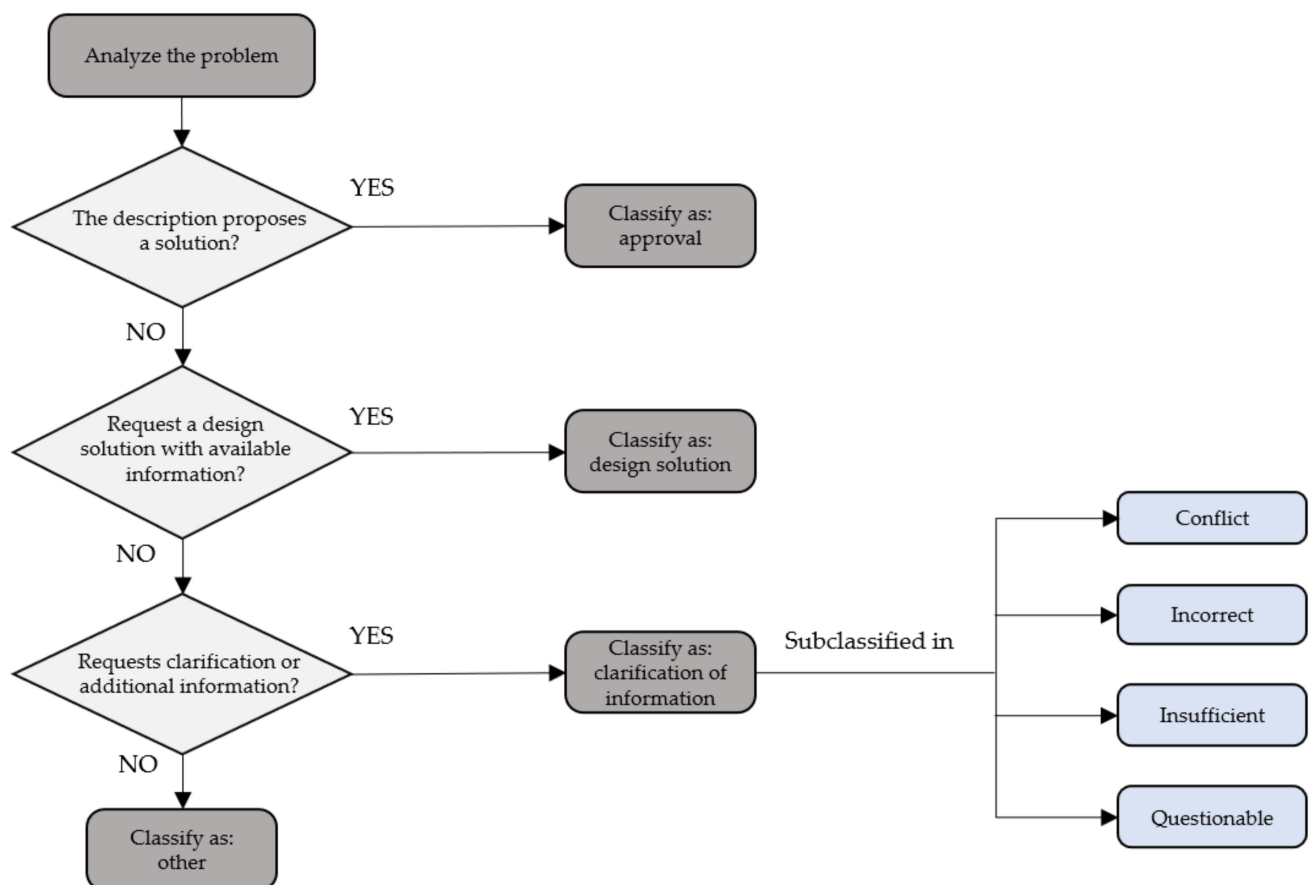 Analyze the problem
The description proposes
a solution?
YES
Classify as:
approval
NO
Request a design
solution with available
information?
YES
Classify as:
design solution
NO
Requests clarification or
additional information?
YES
Classify as:
clarification of
information
Subclassified in
Conflict
Incorrect
Insufficient
Questionable
NO
Classify as:
other